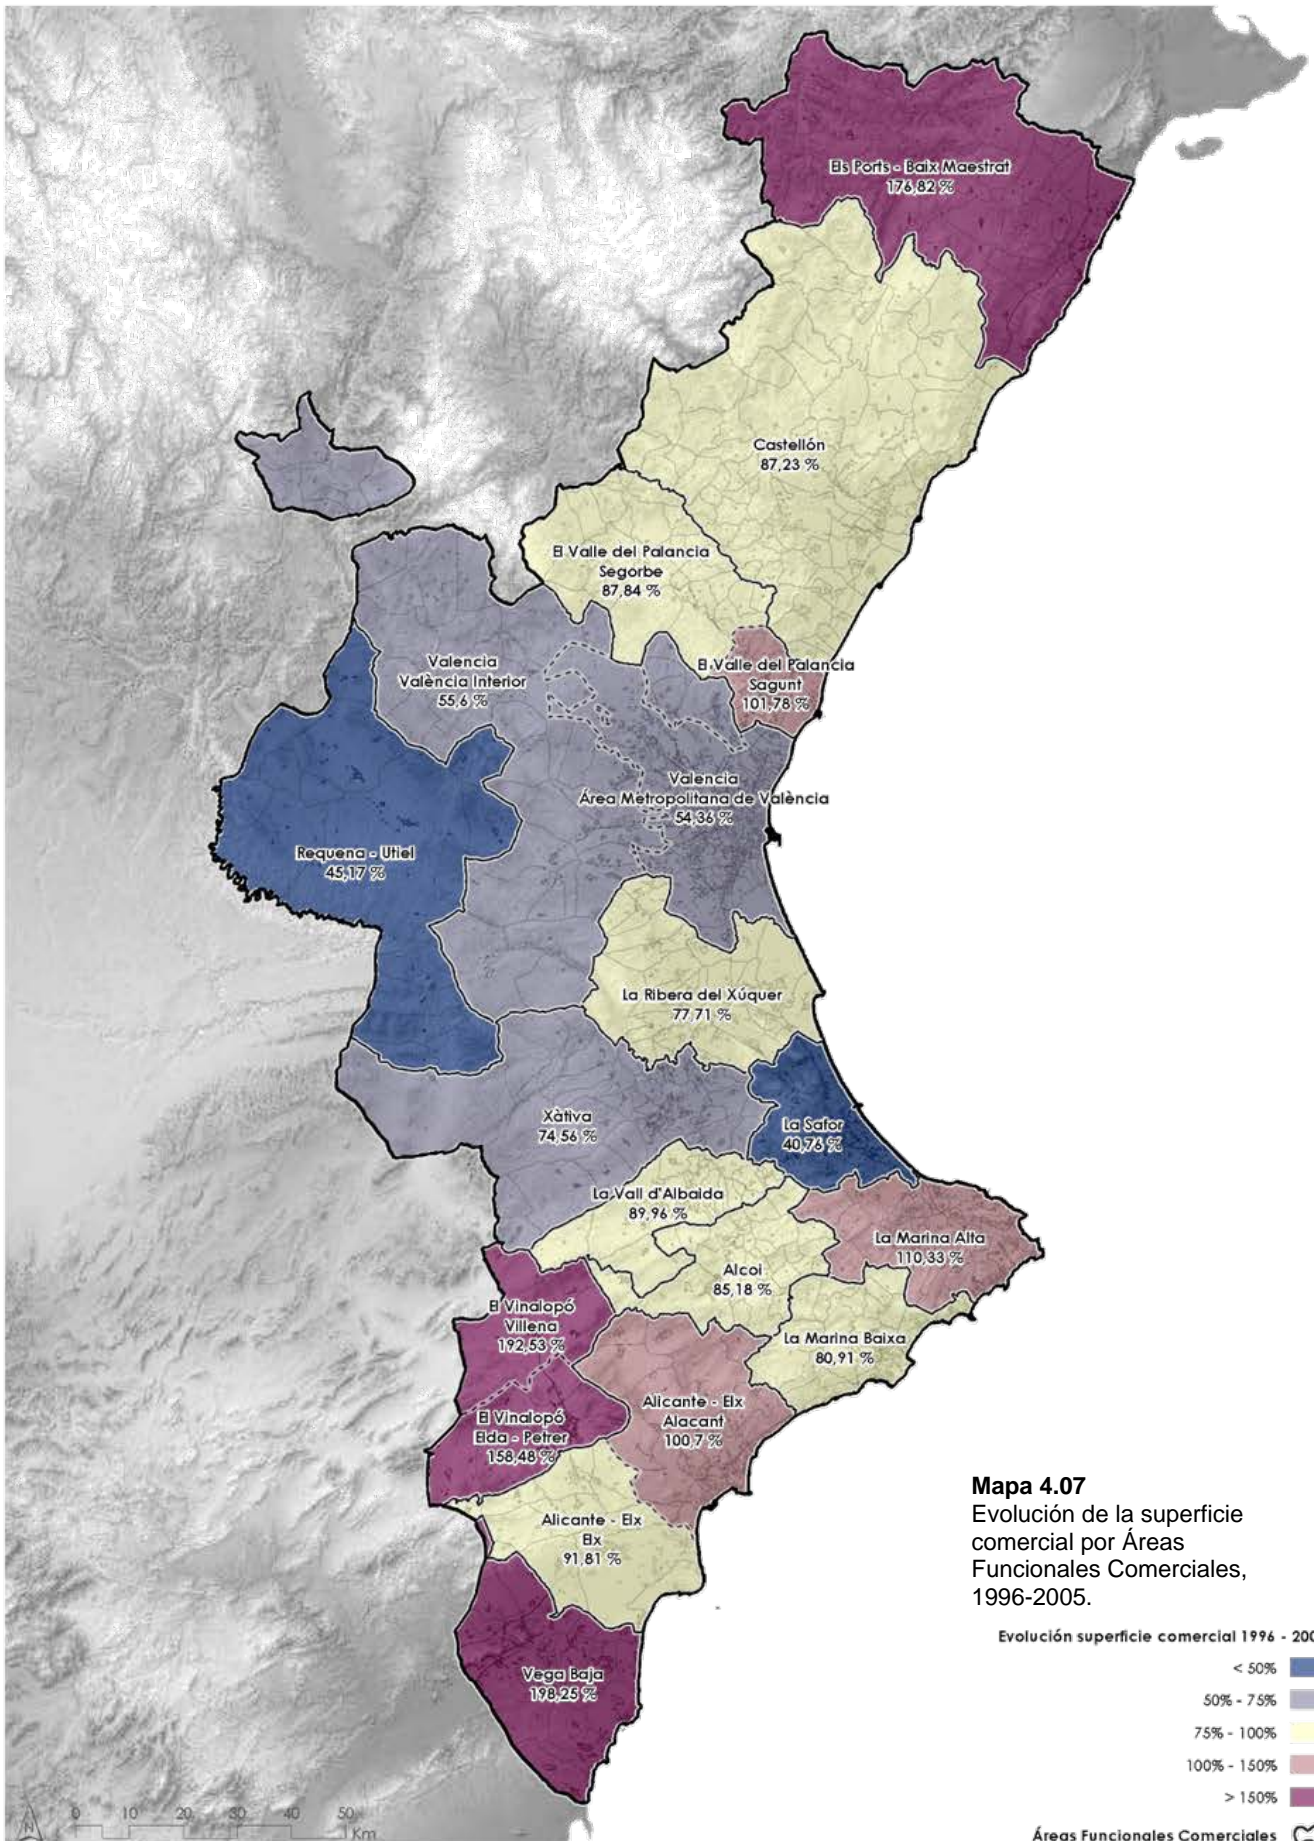 Els Ports - Baix Maestrat
176,82 %
Castellón
87,23 %
El Valle del Palancia
Segorbe
87,84 %
El Valle del Palancia
Sagunt
101,78 %
Valencia
València Interior
55,6 %
Valencia
Área Metropolitana de València
54,36 %
Requena - Utiel
45,17 %
La Ribera del Xúquer
77,71 %
Xàtiva
74,56 %
La Safor
40,76 %
La Vall d'Albaida
89,96 %
La Marina Alta
110,33 %
Alcoi
85,18 %
El Vinalopó
Villena
192,53 %
La Marina Baixa
80,91 %
Alicante - Elx
Alacant
100,7 %
El Vinalopó
Elda - Petrer
158,48 %
Alicante - Elx
Elx
91,81 %
Vega Baja
198,25 %
Mapa 4.07
Evolución de la superficie
comercial por Áreas
Funcionales Comerciales,
1996-2005.
Evolución superficie comercial 1996 - 200
< 50%
50% - 75%
75% - 100%
100% - 150%
> 150%
Áreas Funcionales Comerciales
N
0 10 20 30 40 50
Km